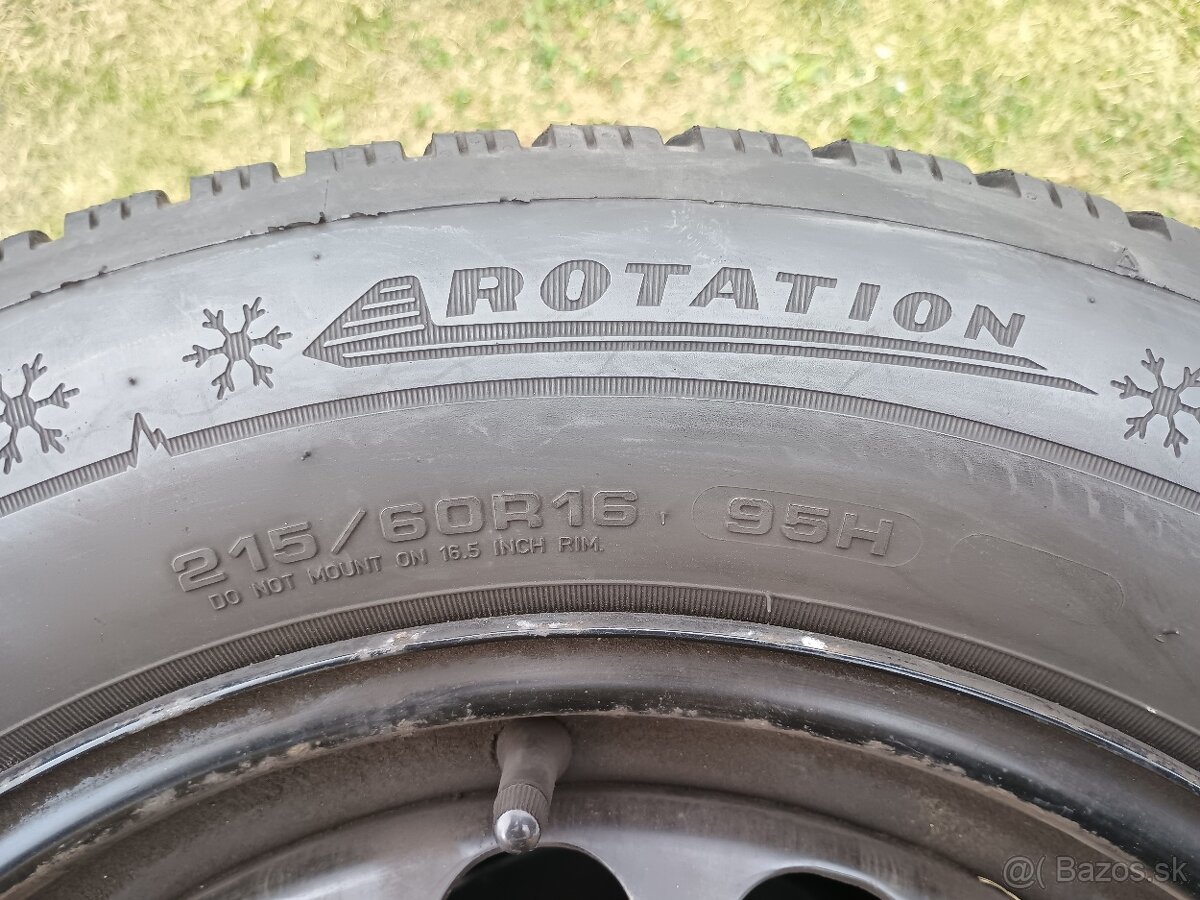 ROTATION
215/60R16 95H
DO NOT MOUNT ON 16.5 INCH RIM.
@( Bazos.sk